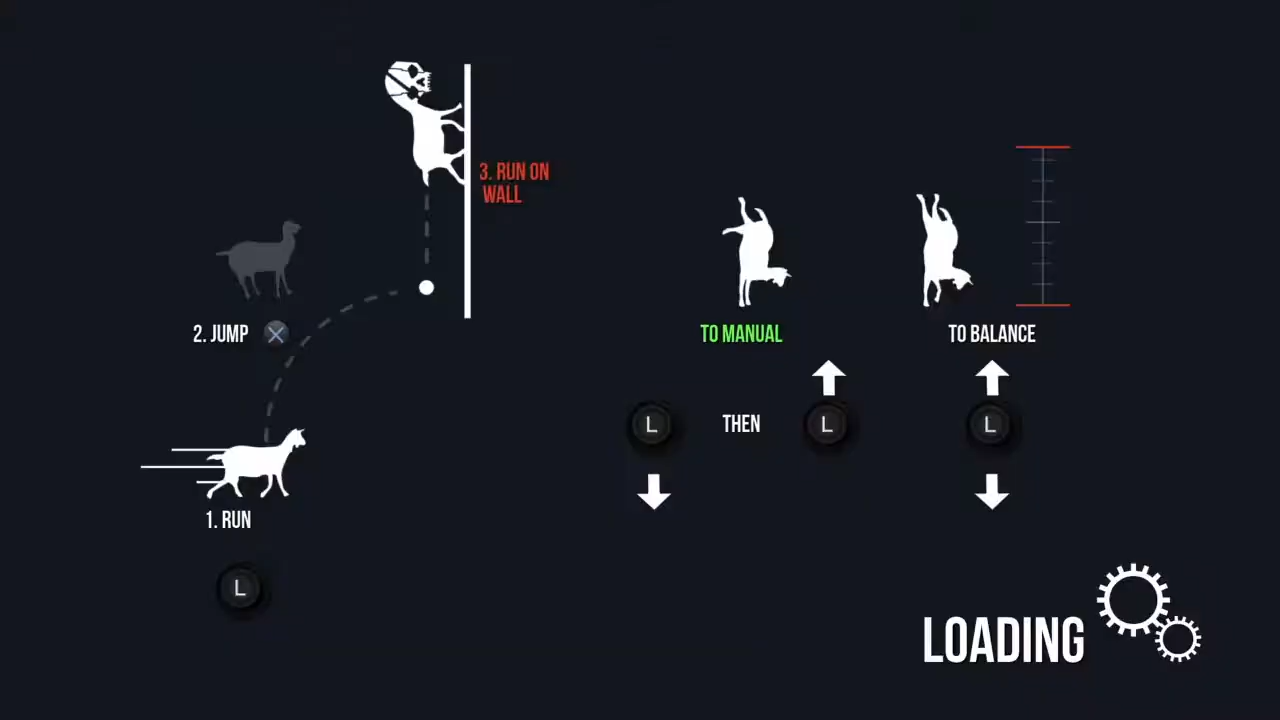 3. RUN ON
WALL
2. JUMP
TO MANUAL
TO BALANCE
L
THEN
L
L
1. RUN
L
LOADING